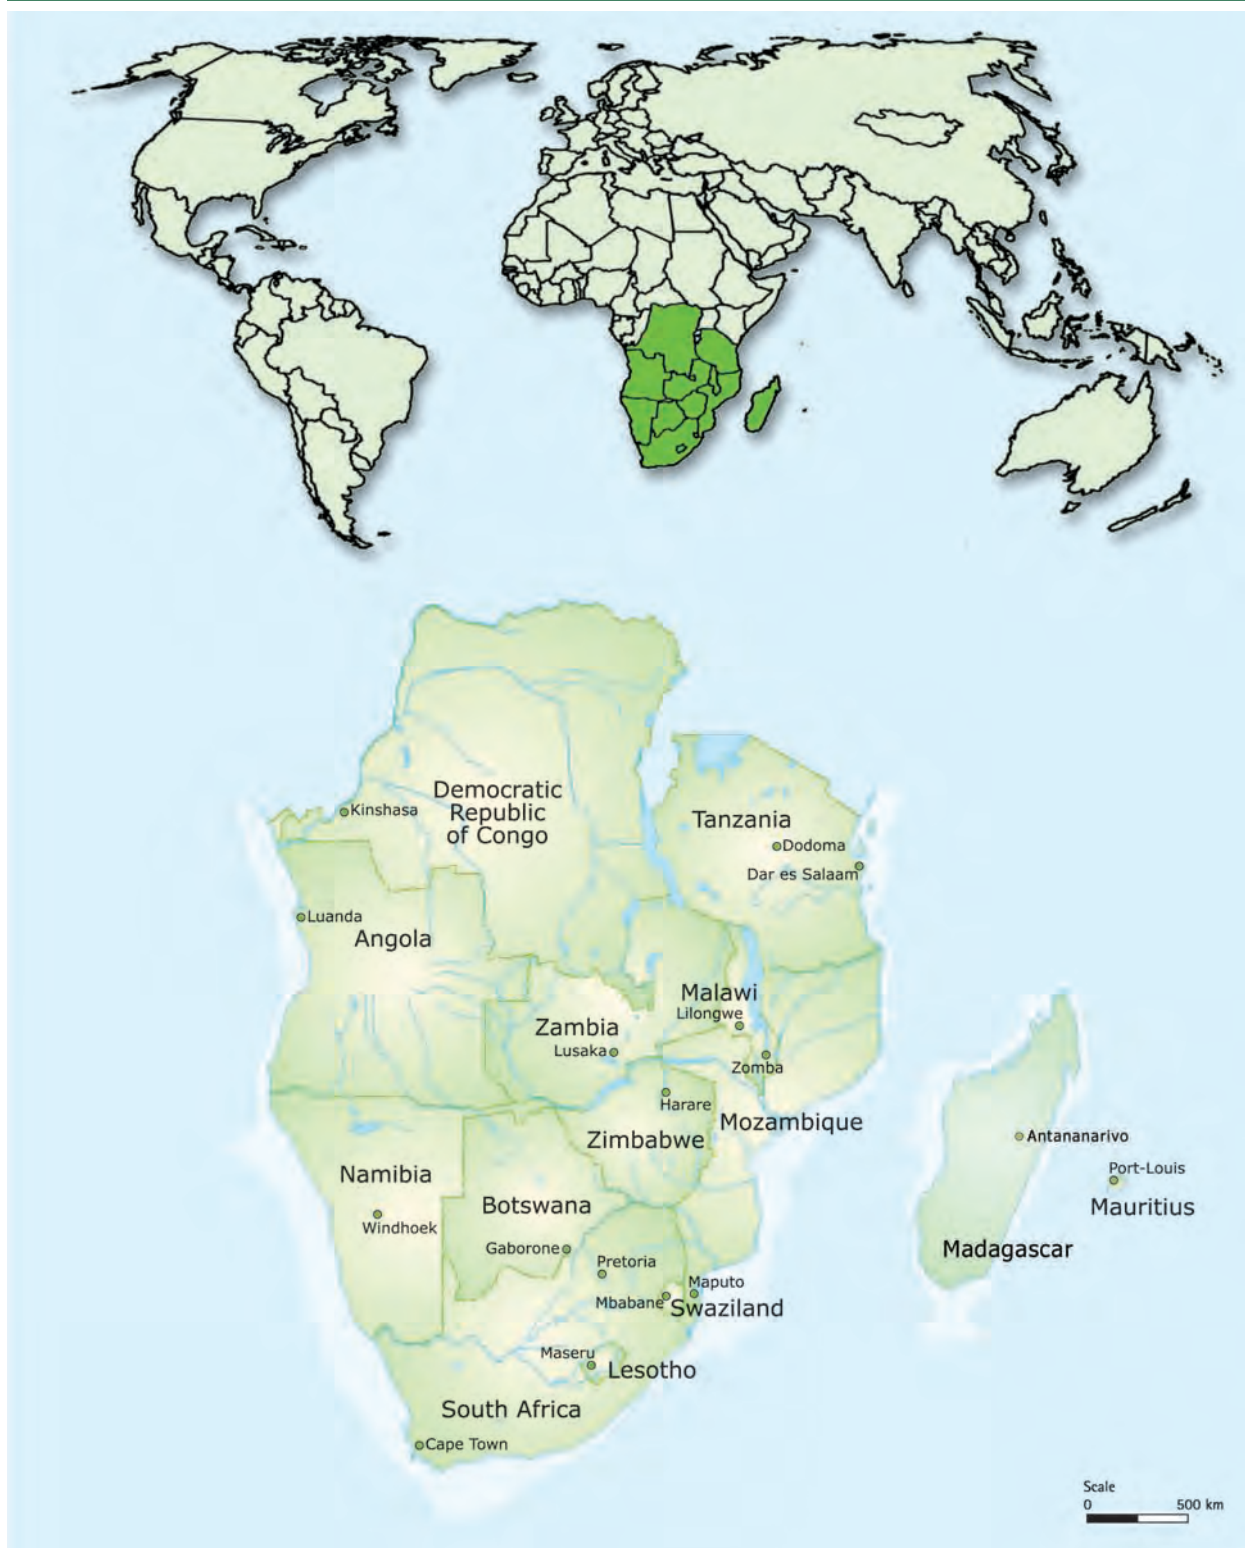 Democratic
Republic
of Congo
Kinshasa
Tanzania
Dodoma
Dar es Salaam
Luanda
Angola
Malawi
Lilongwe
Zambia
Lusaka
Zomba
Harare
Mozambique
Zimbabwe
Antananarivo
Port-Louis
Mauritius
Madagascar
Namibia
Windhoek
Botswana
Gaborone
Pretoria
Maputo
Mbabane
Swaziland
Maseru
Lesotho
South Africa
Cape Town
Scale
0 500 km